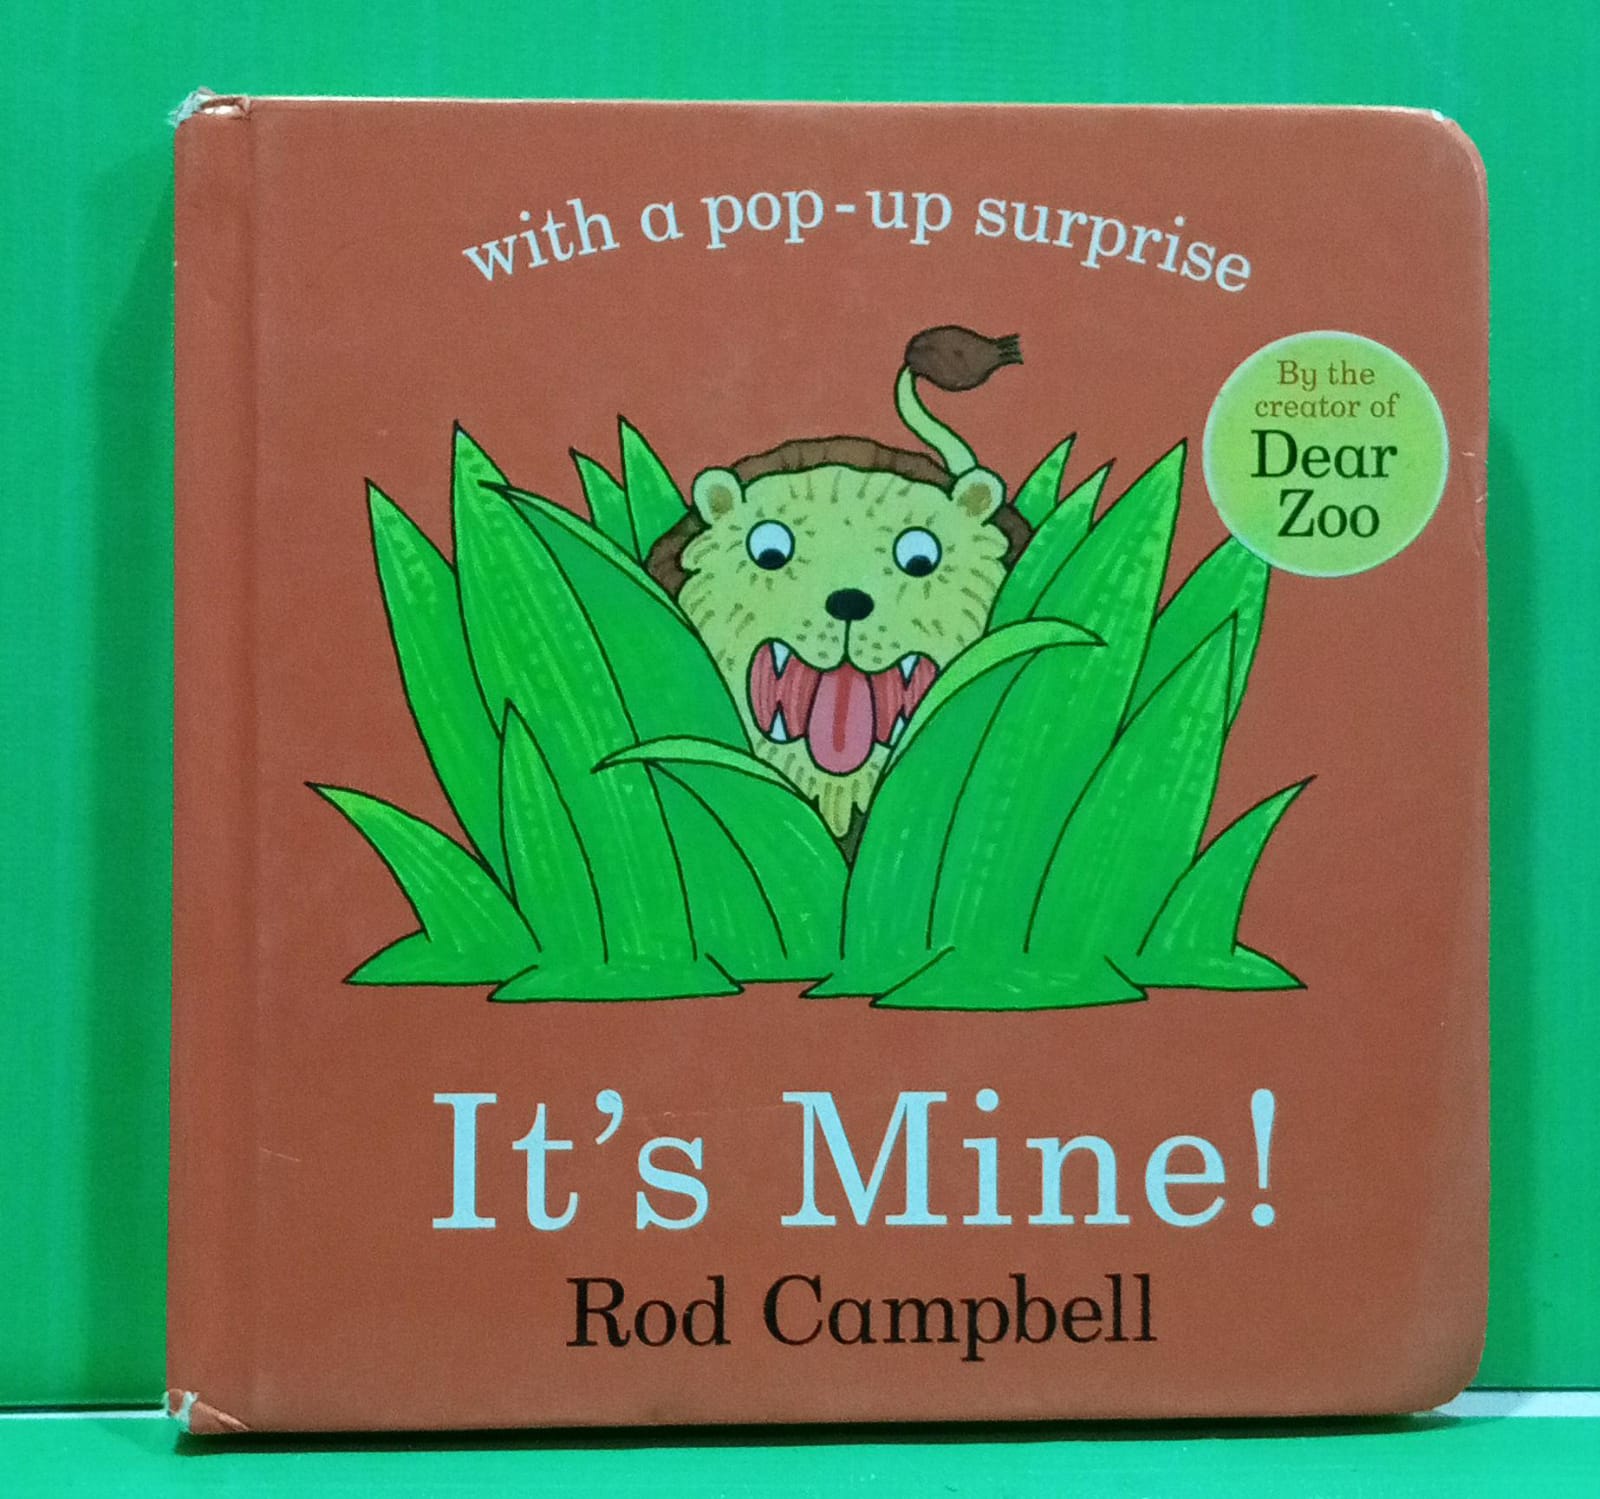 with a pop-up surprise
By the
creator of
Dear
Zoo
It's Mine!
Rod Campbell